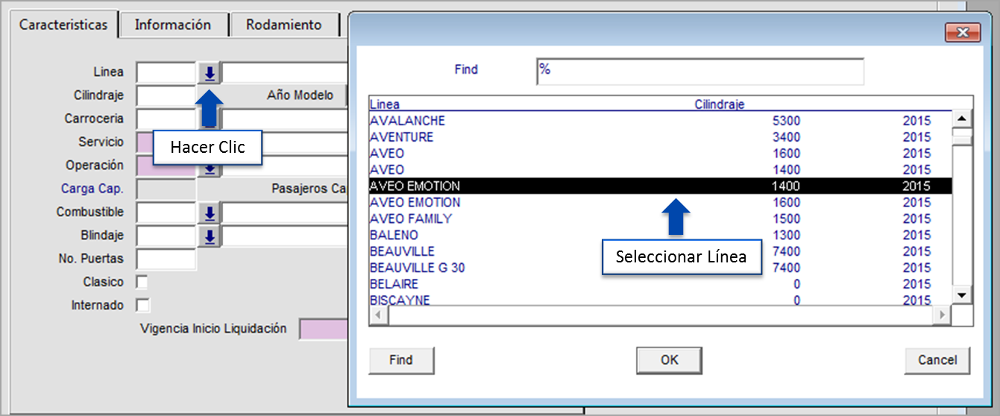 Caracteristicas Información Rodamiento
Linea
Cilindraje Año Modelo
Carroceria
Servicio
Operación
Carga Cap. Pasajeros Ca
Combustible
Blindaje
No. Puertas
Clasico
Internado
Vigencia Inicio Liquidación
Hacer Clic
Find %
Linea Cilindraje
AVALANCHE 5300 2015
AVENTURE 3400 2015
AVEO 1600 2015
AVEO 1400 2015
AVEO EMOTION 1400 2015
AVEO EMOTION 1600 2015
AVEO FAMILY 1500 2015
BALENO 1300 2015
BEAUVILLE 7400 2015
BEAUVILLE G 30 7400 2015
BELAIRE 0 2015
BISCAYNE 0 2015
Seleccionar Línea
Find OK Cancel